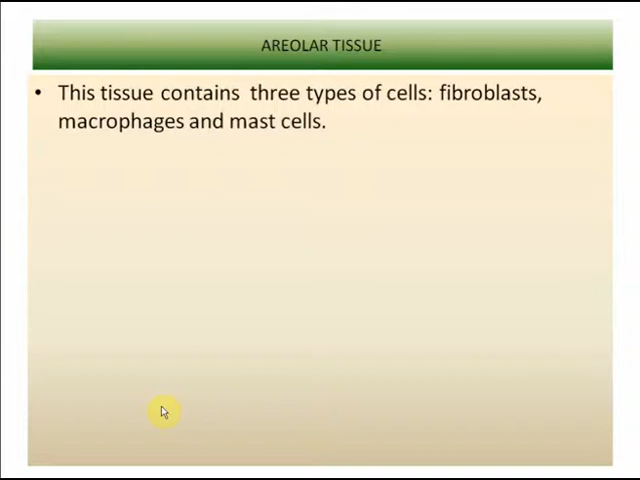 AREOLAR TISSUE
• This tissue contains three types of cells: fibroblasts,
macrophages and mast cells.